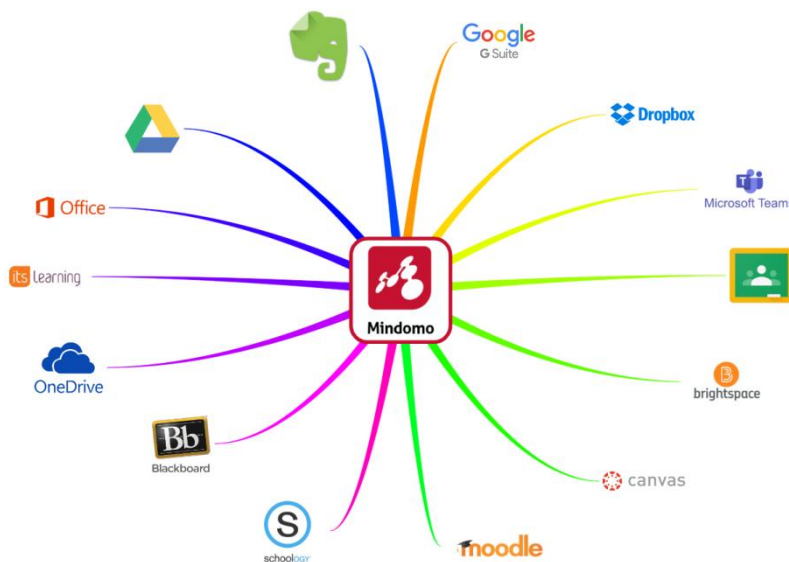 Google
G Suite
Dropbox
Microsoft Team
Office
its learning
Mindomo
OneDrive
B
brightspace
Bb
Blackboard
canvas
S
schoology
moodle